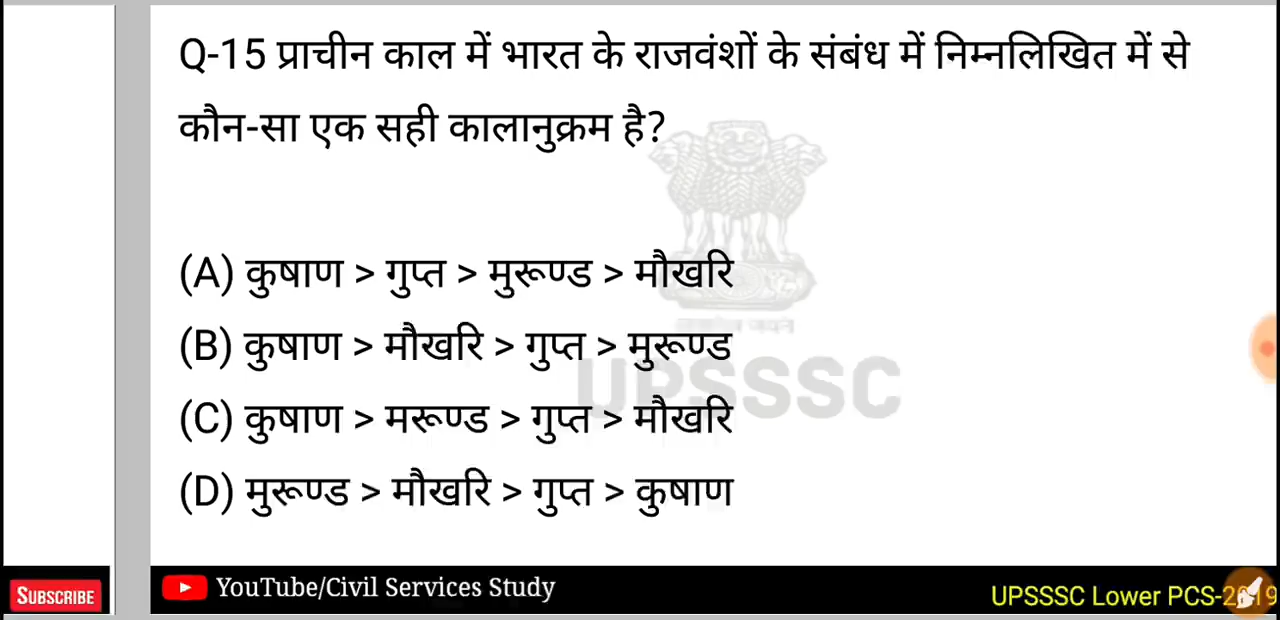 Q-15 प्राचीन काल में भारत के राजवंशों के संबंध में निम्नलिखित में से
कौन-सा एक सही कालानुक्रम है?
(A) कुषाण > गुप्त > मुरूण्ड > मौखरि
(B) कुषाण > मौखरि > गुप्त > मुरूण्ड
UPSSSC
(C) कुषाण > मरूण्ड > गुप्त > मौखरि
(D) मुरूण्ड > मौखरि > गुप्त > कुषाण
SUBSCRIBE
YouTube/Civil Services Study
UPSSSC Lower PCS-2019